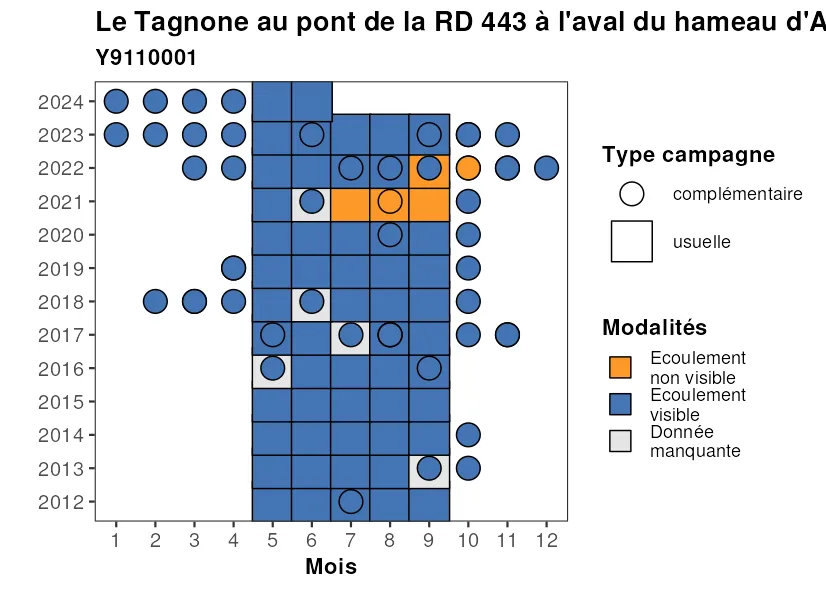 Le Tagnone au pont de la RD 443 à l'aval du hameau d'A
Y9110001
2024
2023
2022
2021
2020
2019
2018
2017
2016
2015
2014
2013
2012
1 2 3 4 5 6 7 8 9 10 11 12
Mois
Type campagne
complémentaire
usuelle
Modalités
Ecoulement
non visible
Ecoulement
visible
Donnée
manquante